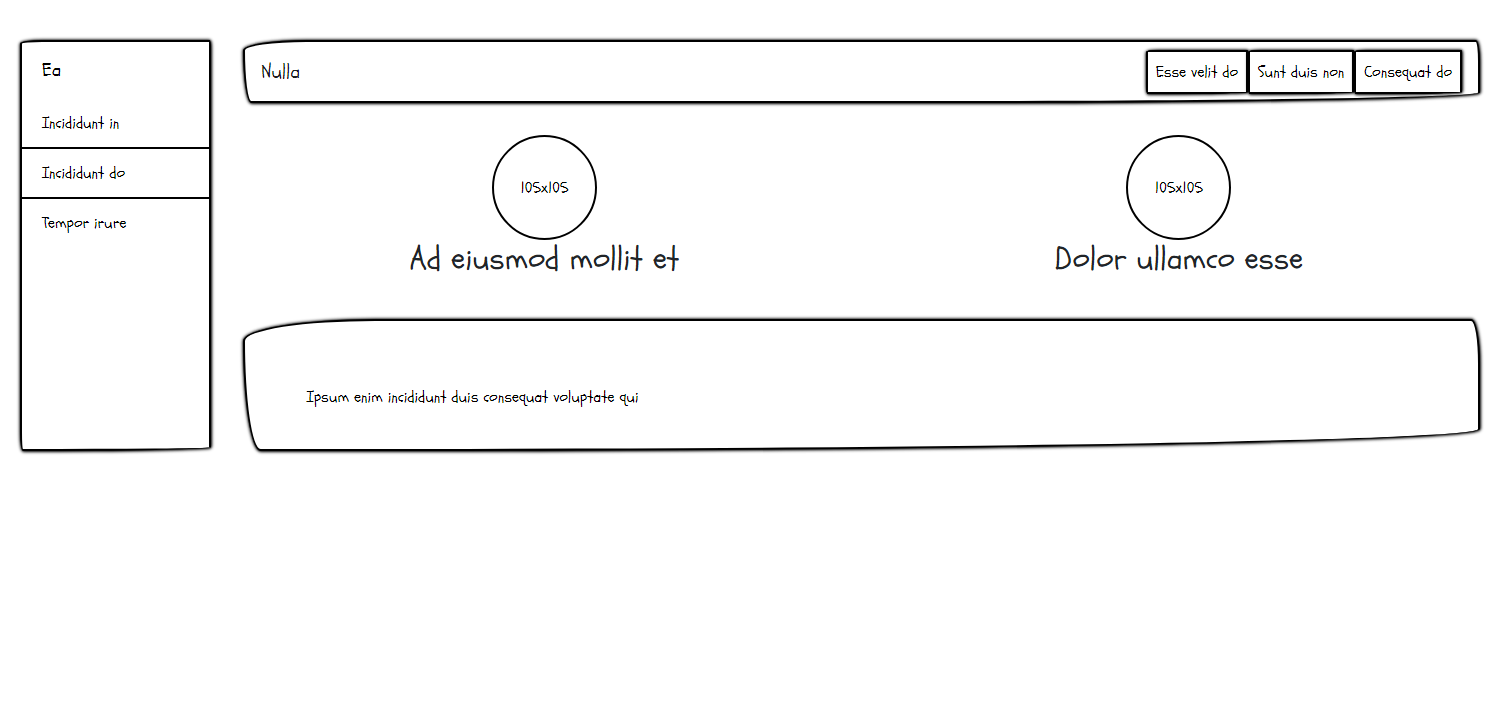 Ea
Incididunt in
Incididunt do
Tempor irure
Nulla
Esse velit do
Sunt duis non
Consequat do
105x105
Ad eiusmod mollit et
105x105
Dolor ullamco esse
Ipsum enim incididunt duis consequat voluptate qui